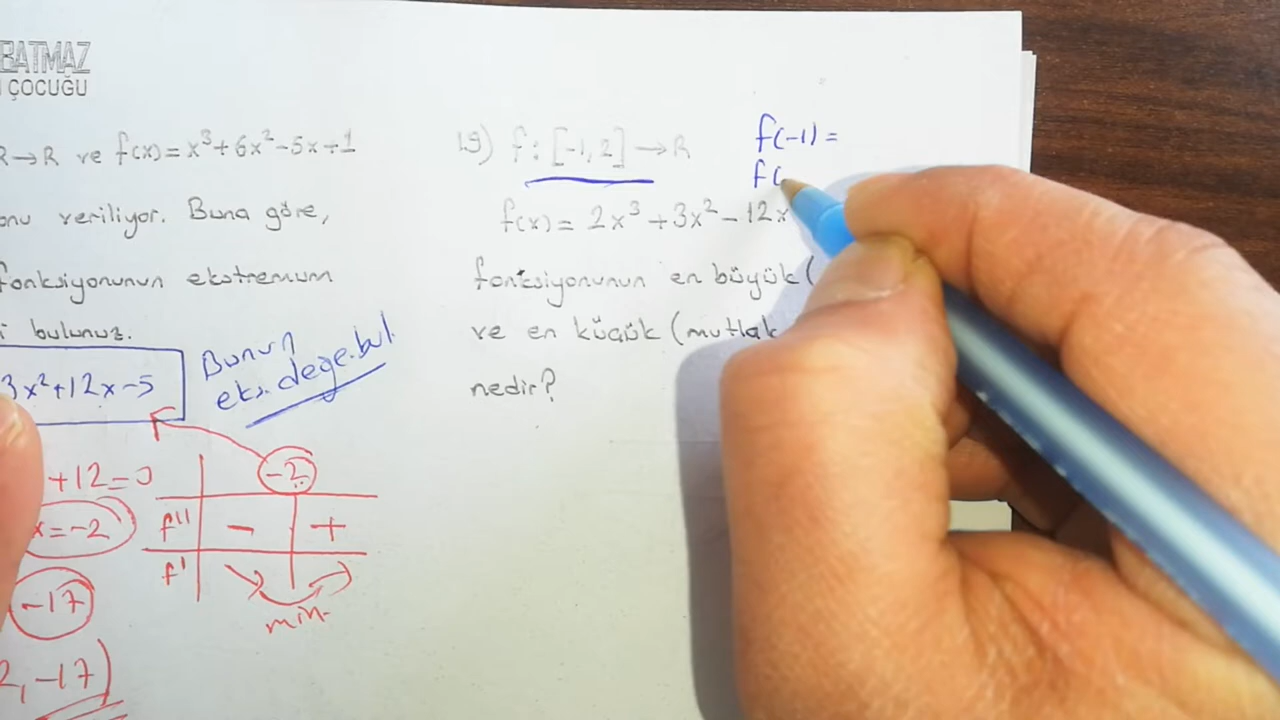 BATMAZ
ÇOCUĞU
R→R ve f(x)=x³+6x²-5x+1
onu veriliyor. Buna göre,
fonksiyonunun ekstremum
i bulunuz.
3x²+12x-5
Bunun
eks. değe. bul.
+12=0
x=-2
-17
2,-17)
-2
f'' - +
f'
min.
19) f: [-1,2]→R
f(x)= 2x³+3x²-12x
fonksiyonunun en büyük (
ve en küçük (mutlak
nedir?
f(-1)=
f(